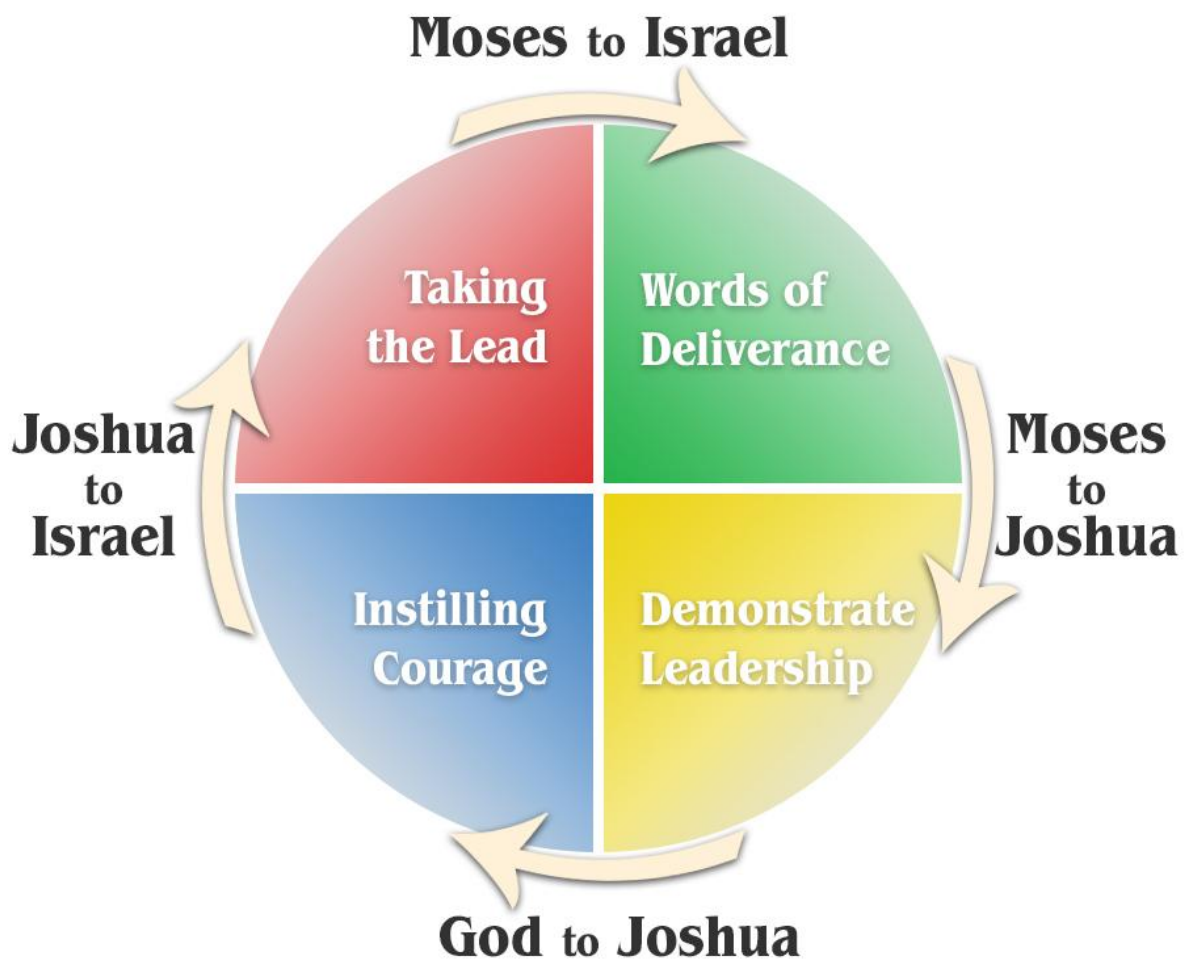 Moses to Israel
Taking
the Lead
Words of
Deliverance
Joshua
to
Israel
Moses
to
Joshua
Instilling
Courage
Demonstrate
Leadership
God to Joshua